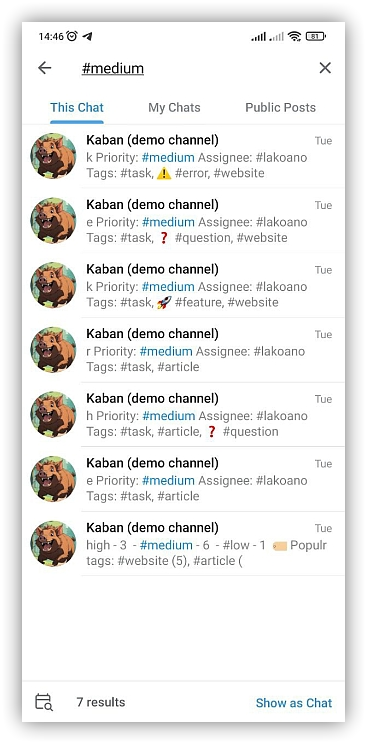 14:46 81
#medium
This Chat My Chats Public Posts
Kaban (demo channel) Tue
k Priority: #medium Assignee: #lakoano
Tags: #task, ⚠️ #error, #website
Kaban (demo channel) Tue
e Priority: #medium Assignee: #lakoano
Tags: #task, ❓ #question, #website
Kaban (demo channel) Tue
k Priority: #medium Assignee: #lakoano
Tags: #task, 🚀 #feature, #website
Kaban (demo channel) Tue
r Priority: #medium Assignee: #lakoano
Tags: #task, #article
Kaban (demo channel) Tue
h Priority: #medium Assignee: #lakoano
Tags: #task, #article, ❓ #question
Kaban (demo channel) Tue
e Priority: #medium Assignee: #lakoano
Tags: #task, #article
Kaban (demo channel) Tue
high - 3 - #medium - 6 - #low - 1 🏷️ Populr
tags: #website (5), #article (
7 results Show as Chat